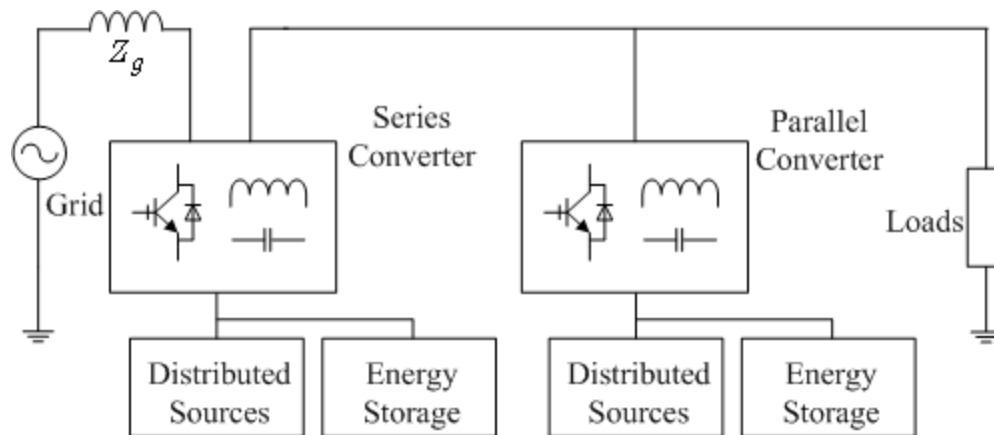 Z_g
Series
Converter
Parallel
Converter
Grid
Loads
Distributed
Sources
Energy
Storage
Distributed
Sources
Energy
Storage